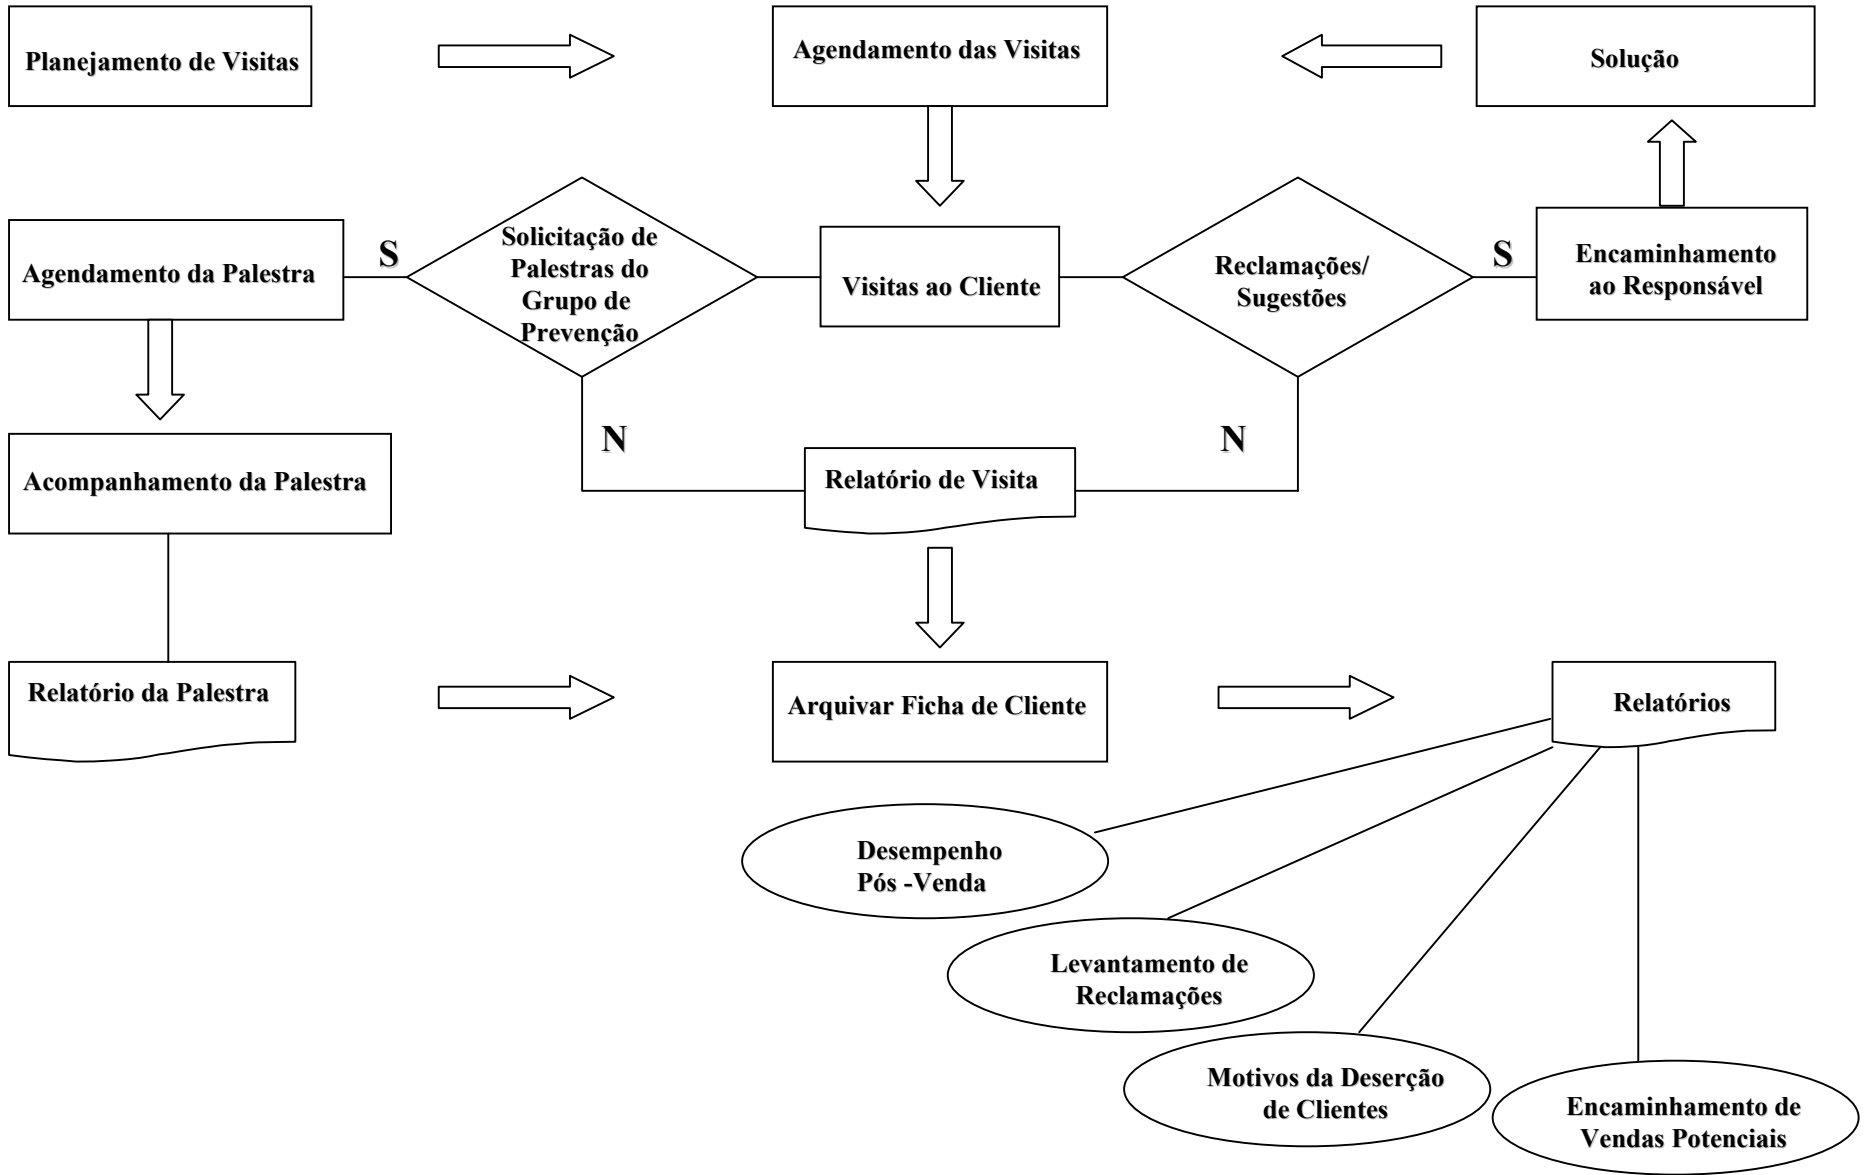 Planejamento de Visitas
Agendamento das Visitas
Solução
Agendamento da Palestra
S
Solicitação de
Palestras do
Grupo de
Prevenção
Visitas ao Cliente
Reclamações/
Sugestões
S
Encaminhamento
ao Responsável
N
N
Acompanhamento da Palestra
Relatório de Visita
Relatório da Palestra
Arquivar Ficha de Cliente
Relatórios
Desempenho
Pós -Venda
Levantamento de
Reclamações
Motivos da Deserção
de Clientes
Encaminhamento de
Vendas Potenciais